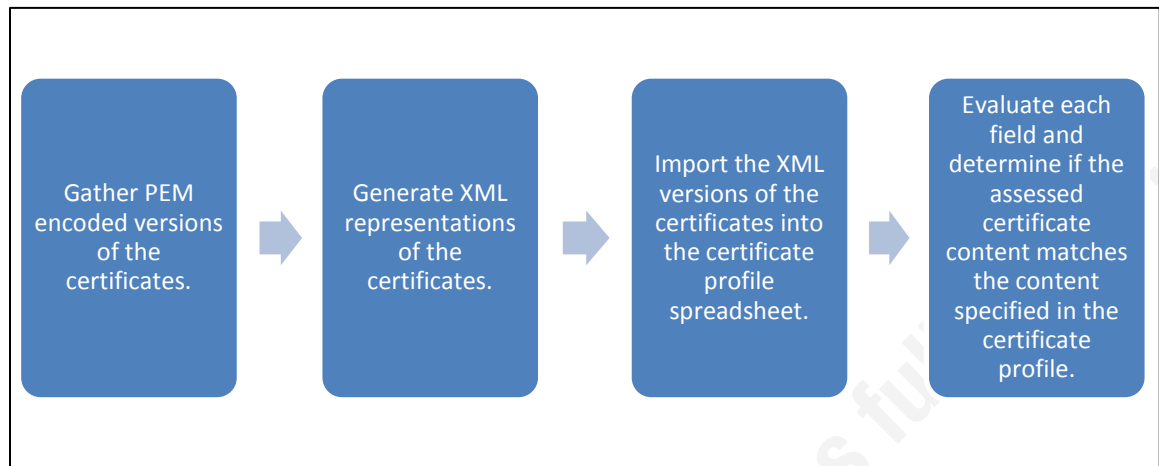 Gather PEM
encoded versions
of the
certificates.
Generate XML
representations
of the
certificates.
Import the XML
versions of the
certificates into
the certificate
profile
spreadsheet.
Evaluate each
field and
determine if the
assessed
certificate
content matches
the content
specified in the
certificate
profile.